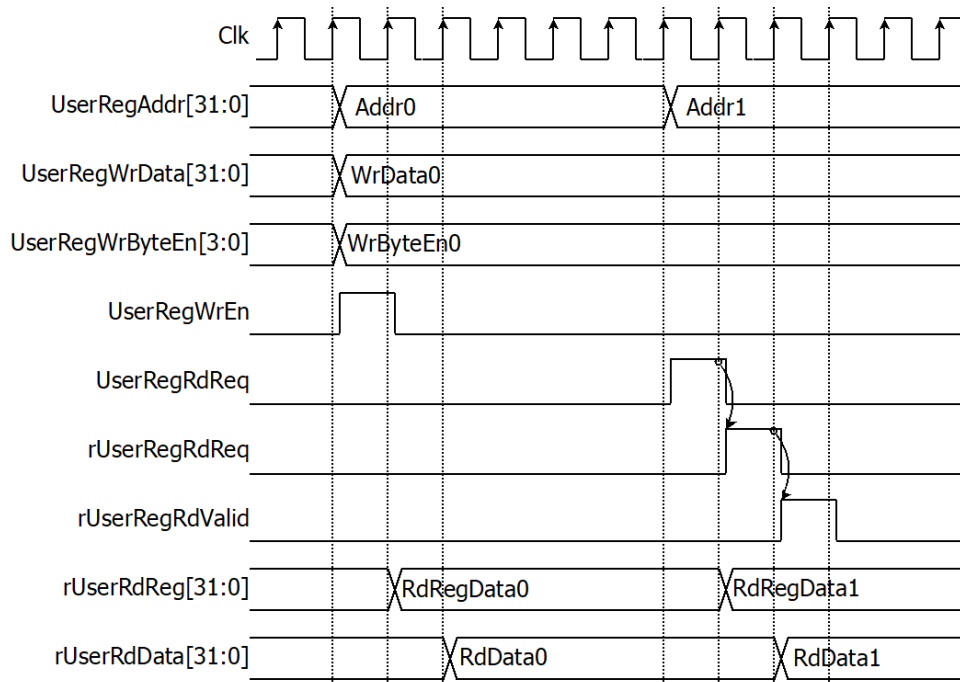 Clk
UserRegAddr[31:0] Addr0 Addr1
UserRegWrData[31:0] WrData0
UserRegWrByteEn[3:0] WrByteEn0
UserRegWrEn
UserRegRdReq
rUserRegRdReq
rUserRegRdValid
rUserRdReg[31:0] RdRegData0 RdRegData1
rUserRdData[31:0] RdData0 RdData1